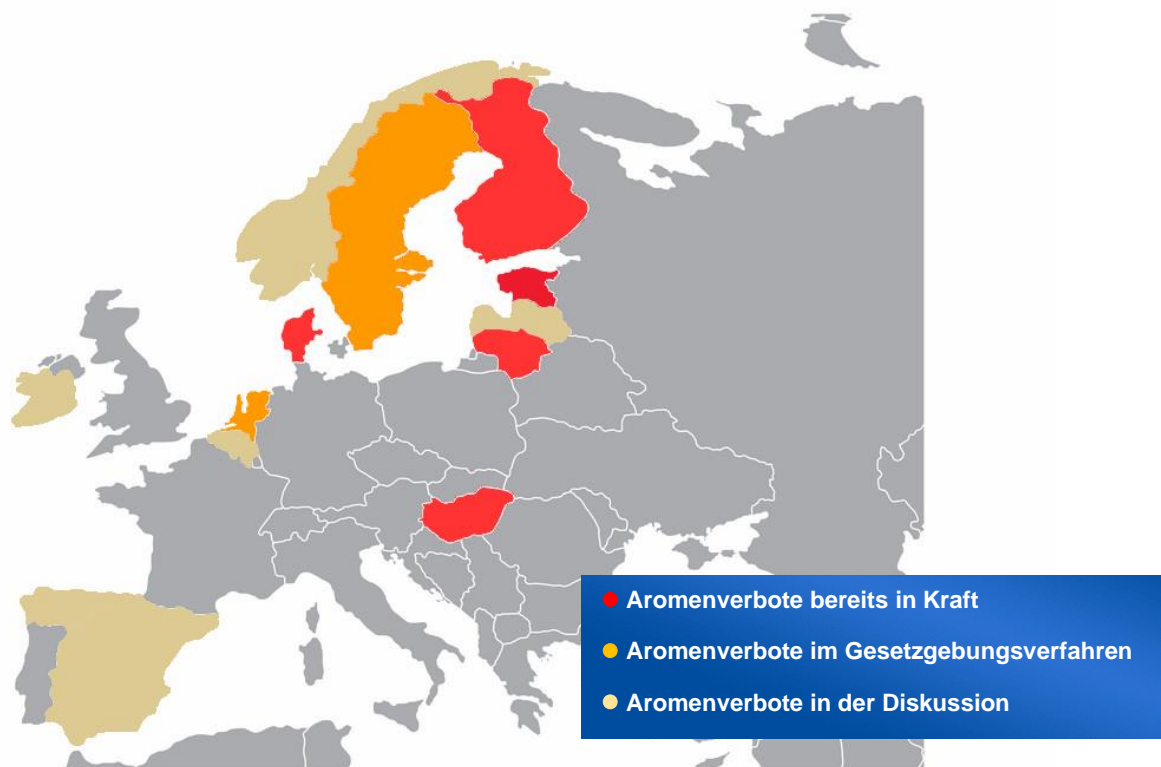 Aromenverbote bereits in Kraft
Aromenverbote im Gesetzgebungsverfahren
Aromenverbote in der Diskussion